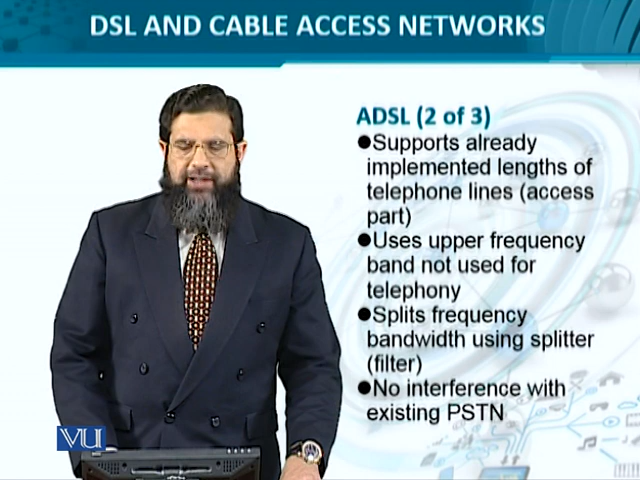 DSL AND CABLE ACCESS NETWORKS
ADSL (2 of 3)
●Supports already
implemented lengths of
telephone lines (access
part)
●Uses upper frequency
band not used for
telephony
●Splits frequency
bandwidth using splitter
(filter)
●No interference with
existing PSTN
VU